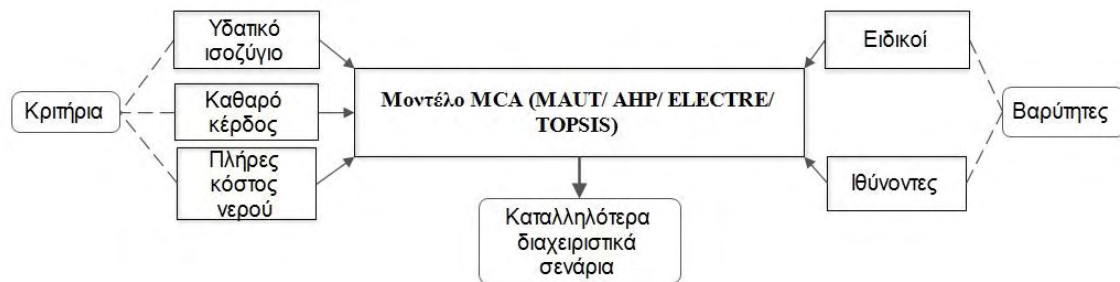 Κριτήρια
Υδατικό
ισοζύγιο
Καθαρό
κέρδος
Πλήρες
κόστος
νερού
Μοντέλο MCA (MAUT/ AHP/ ELECTRE/
TOPSIS)
Καταλληλότερα
διαχειριστικά
σενάρια
Ειδικοί
Ιθύνοντες
Βαρύτητες